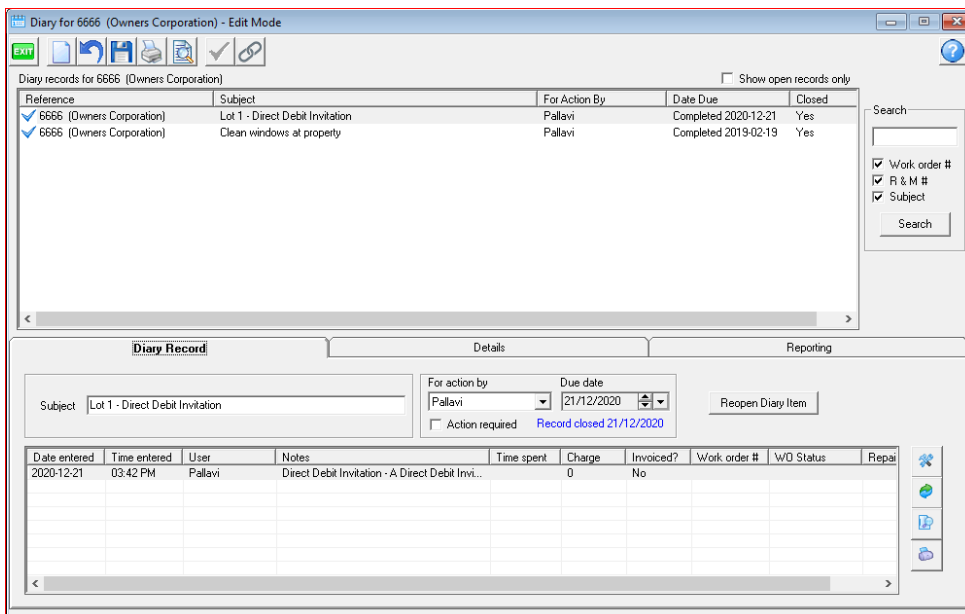 Diary for 6666 (Owners Corporation) - Edit Mode
EXIT
?
Diary records for 6666 (Owners Corporation)
Show open records only
Reference Subject For Action By Date Due Closed
6666 (Owners Corporation) Lot 1 - Direct Debit Invitation Pallavi Completed 2020-12-21 Yes
6666 (Owners Corporation) Clean windows at property Pallavi Completed 2019-02-19 Yes
Search
Work order #
R & M #
Subject
Search
Diary Record Details Reporting
For action by Due date
Subject Lot 1 - Direct Debit Invitation Pallavi 21/12/2020 Reopen Diary Item
Action required Record closed 21/12/2020
Date entered Time entered User Notes Time spent Charge Invoiced? Work order # WO Status Repai
2020-12-21 03:42 PM Pallavi Direct Debit Invitation - A Direct Debit Invi... 0 No